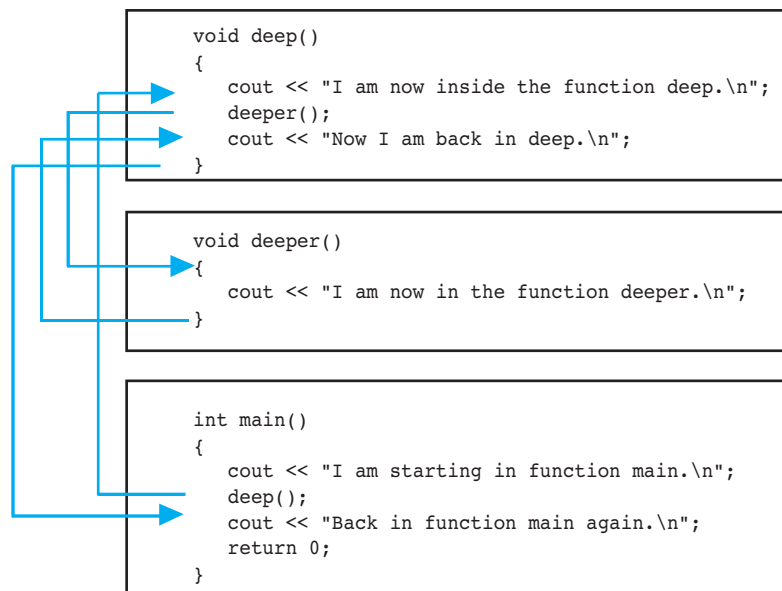 void deep()
{
cout << "I am now inside the function deep.\n";
deeper();
cout << "Now I am back in deep.\n";
}
void deeper()
{
cout << "I am now in the function deeper.\n";
}
int main()
{
cout << "I am starting in function main.\n";
deep();
cout << "Back in function main again.\n";
return 0;
}